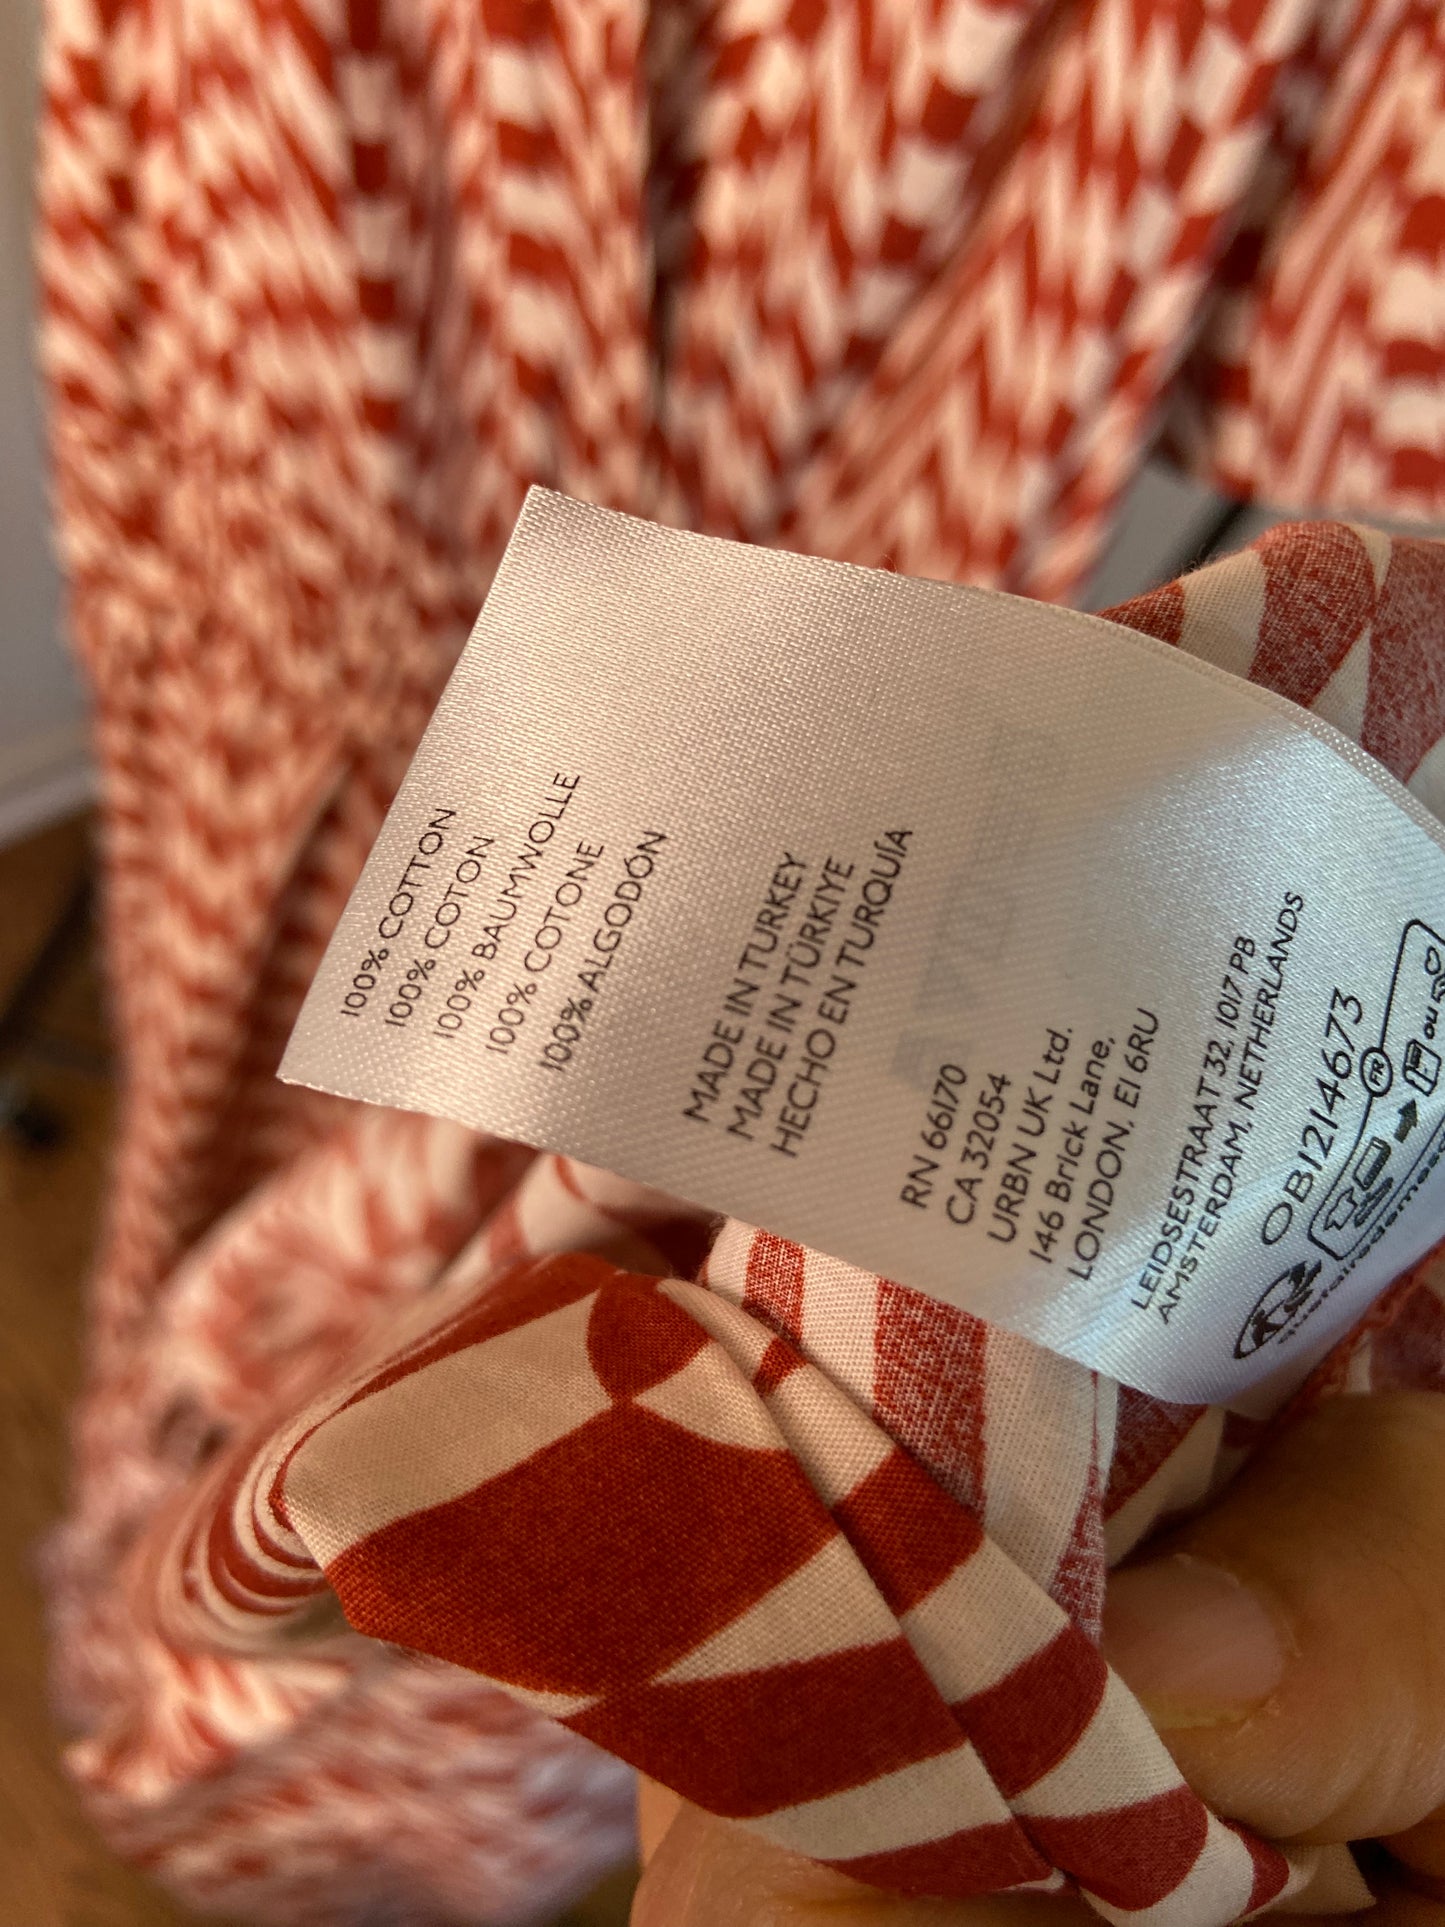 100% COTTON
100% COTON
100% BAUMWOLLE
100% COTONE
100% ALGODÓN
MADE IN TURKEY
MADE IN TÜRKIYE
HECHO EN TURQUÍA
RN 66170
CA 32054
URBN UK Ltd.
146 Brick Lane,
LONDON, E1 6RU
LEIDSESTRAAT 32, 1017 PB
AMSTERDAM, NETHERLANDS
OB1214673
FR
ou